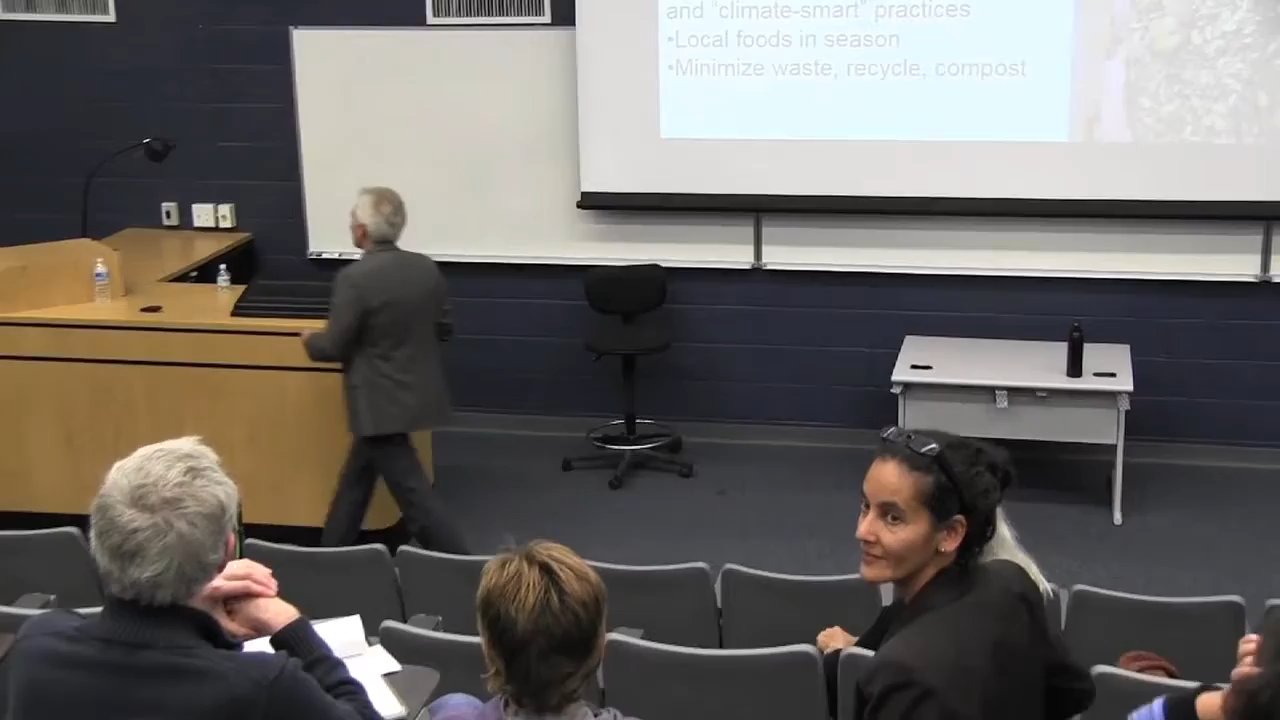 and “climate-smart” practices
•Local foods in season
•Minimize waste, recycle, compost